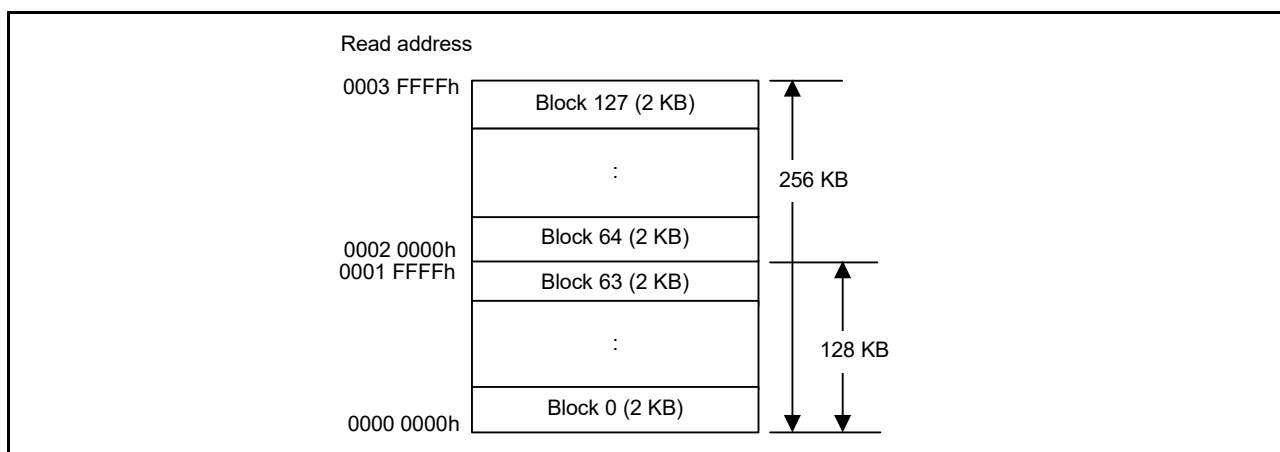 Read address
0003 FFFFh
Block 127 (2 KB)
:
256 KB
Block 64 (2 KB)
0002 0000h
0001 FFFFh
Block 63 (2 KB)
:
128 KB
Block 0 (2 KB)
0000 0000h